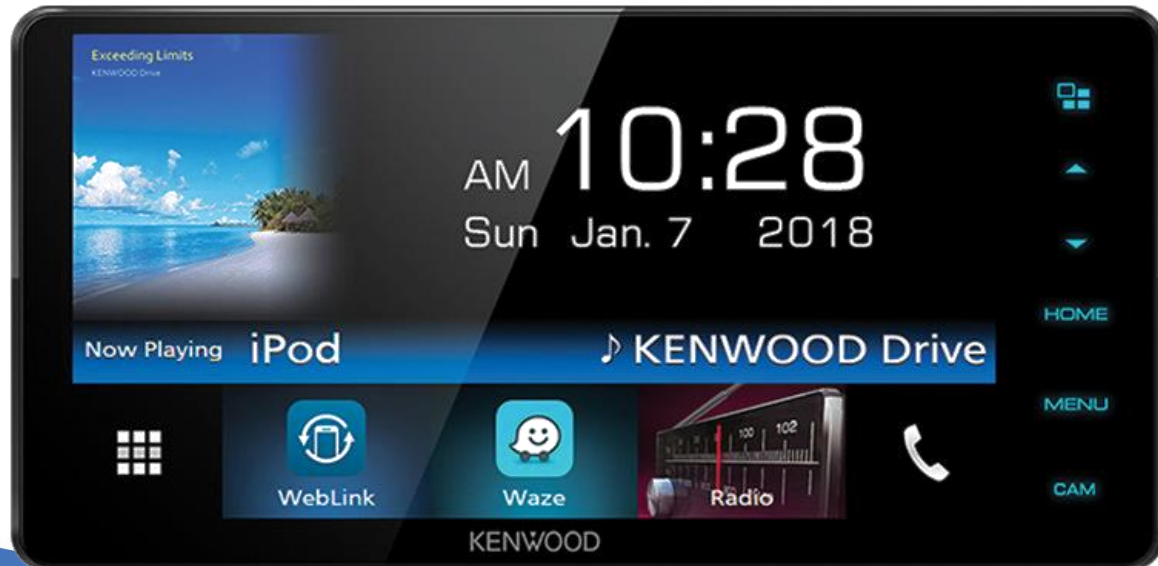 Exceeding Limits
KENWOOD Drive
AM 10:28
Sun Jan. 7 2018
Now Playing iPod ♪ KENWOOD Drive
WebLink
Waze
100 102
Radio
HOME
MENU
CAM
KENWOOD